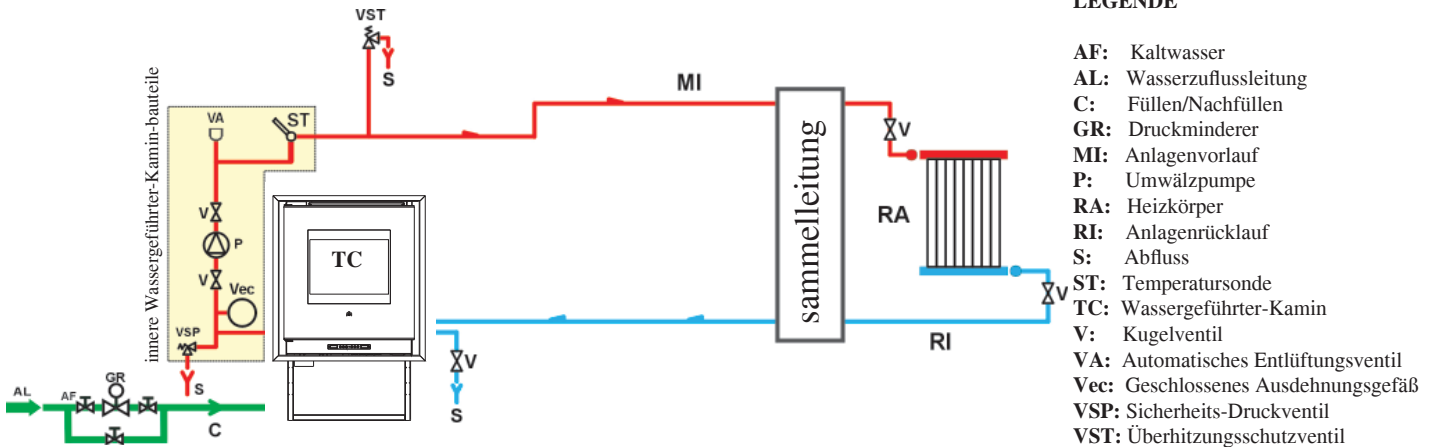 VST
S
MI
innere Wassergeführter-Kamin-bauteile
VA
ST
V
P
V
Vec
VSP
S
TC
sammelleitung
V
RA
V
RI
V
S
AL
AF
GR
C
LEGENDE
AF: Kaltwasser
AL: Wasserzuflussleitung
C: Füllen/Nachfüllen
GR: Druckminderer
MI: Anlagenvorlauf
P: Umwälzpumpe
RA: Heizkörper
RI: Anlagenrücklauf
S: Abfluss
ST: Temperatursonde
TC: Wassergeführter-Kamin
V: Kugelventil
VA: Automatisches Entlüftungsventil
Vec: Geschlossenes Ausdehnungsgefäß
VSP: Sicherheits-Druckventil
VST: Überhitzungsschutzventil